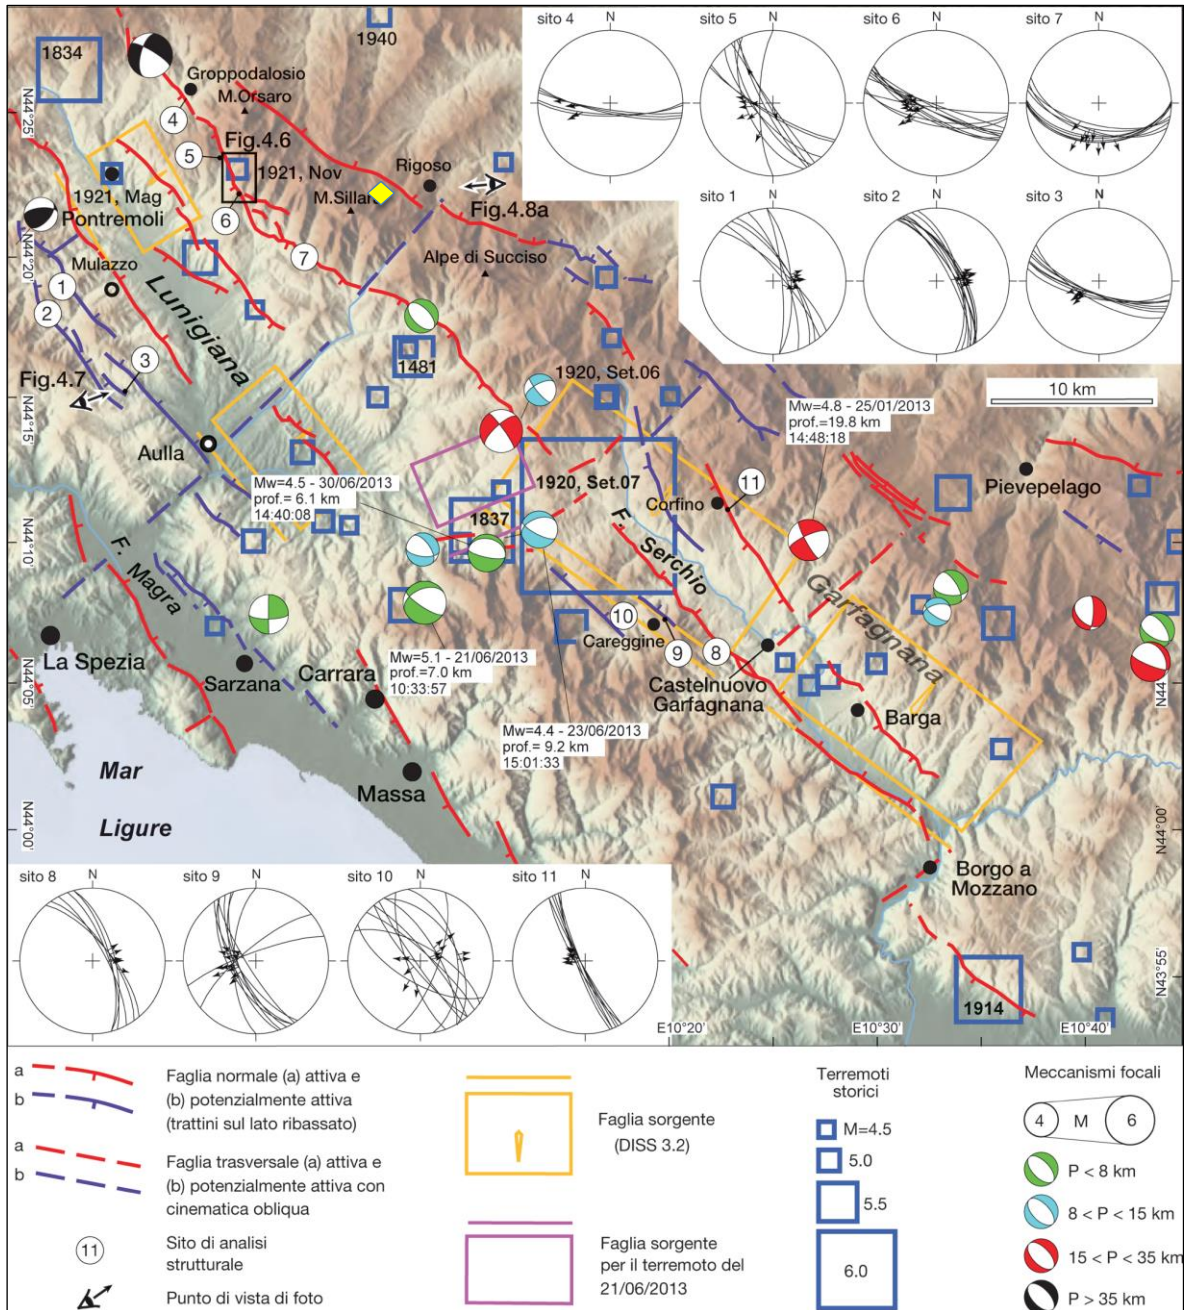 sito 4
N
sito 5
N
sito 6
N
sito 7
N
sito 1
N
sito 2
N
sito 3
N
1834
1940
Groppodalosio
M.Orsaro
N44°25'
4
Fig.4.6
5
1921, Nov
Rigoso
M.Sillara
Fig.4.8a
1921, Mag
Pontremoli
6
7
Alpe di Succiso
N44°20'
Mulazzo
1
2
Lunigiana
3
1481
1920, Set.06
Fig.4.7
10 km
N44°15'
Aulla
Mw=4.8 - 25/01/2013
prof.=19.8 km
14:48:18
Mw=4.5 - 30/06/2013
prof.= 6.1 km
14:40:08
1920, Set.07
Corfino
11
Pievepelago
1837
N44°10'
F. Serchio
F. Magra
Garfagnana
10
Careggine
9
8
La Spezia
Sarzana
Carrara
Mw=5.1 - 21/06/2013
prof.=7.0 km
10:33:57
Castelnuovo
Garfagnana
Barga
N44°05'
N44
Mw=4.4 - 23/06/2013
prof.= 9.2 km
15:01:33
Mar
Ligure
Massa
N44°00'
N44°00'
Borgo a
Mozzano
sito 8
N
sito 9
N
sito 10
N
sito 11
N
N43°55'
1914
E10°20'
E10°30'
E10°40'
a
b
Faglia normale (a) attiva e
(b) potenzialmente attiva
(trattini sul lato ribassato)
a
b
Faglia trasversale (a) attiva e
(b) potenzialmente attiva con
cinematica obliqua
11
Sito di analisi
strutturale
Punto di vista di foto
Faglia sorgente
(DISS 3.2)
Faglia sorgente
per il terremoto del
21/06/2013
Terremoti
storici
M=4.5
5.0
5.5
6.0
Meccanismi focali
4
M
6
P < 8 km
8 < P < 15 km
15 < P < 35 km
P > 35 km